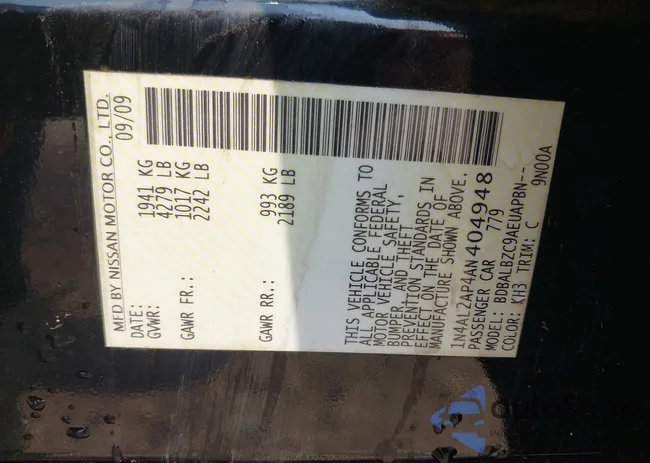 MFD BY NISSAN MOTOR CO., LTD.
DATE: 09/09
GVWR: 1941 KG
4279 LB
GAWR FR.: 1017 KG
2242 LB
GAWR RR.: 993 KG
2189 LB
THIS VEHICLE CONFORMS TO
ALL APPLICABLE FEDERAL
MOTOR VEHICLE SAFETY,
BUMPER, AND THEFT
PREVENTION STANDARDS IN
EFFECT ON THE DATE OF
MANUFACTURE SHOWN ABOVE.
1N4AL2AP4AN404948
PASSENGER CAR 779
MODEL: BDBALBZC9AEUAPBN--
COLOR: KH3 TRIM: C 9N00A